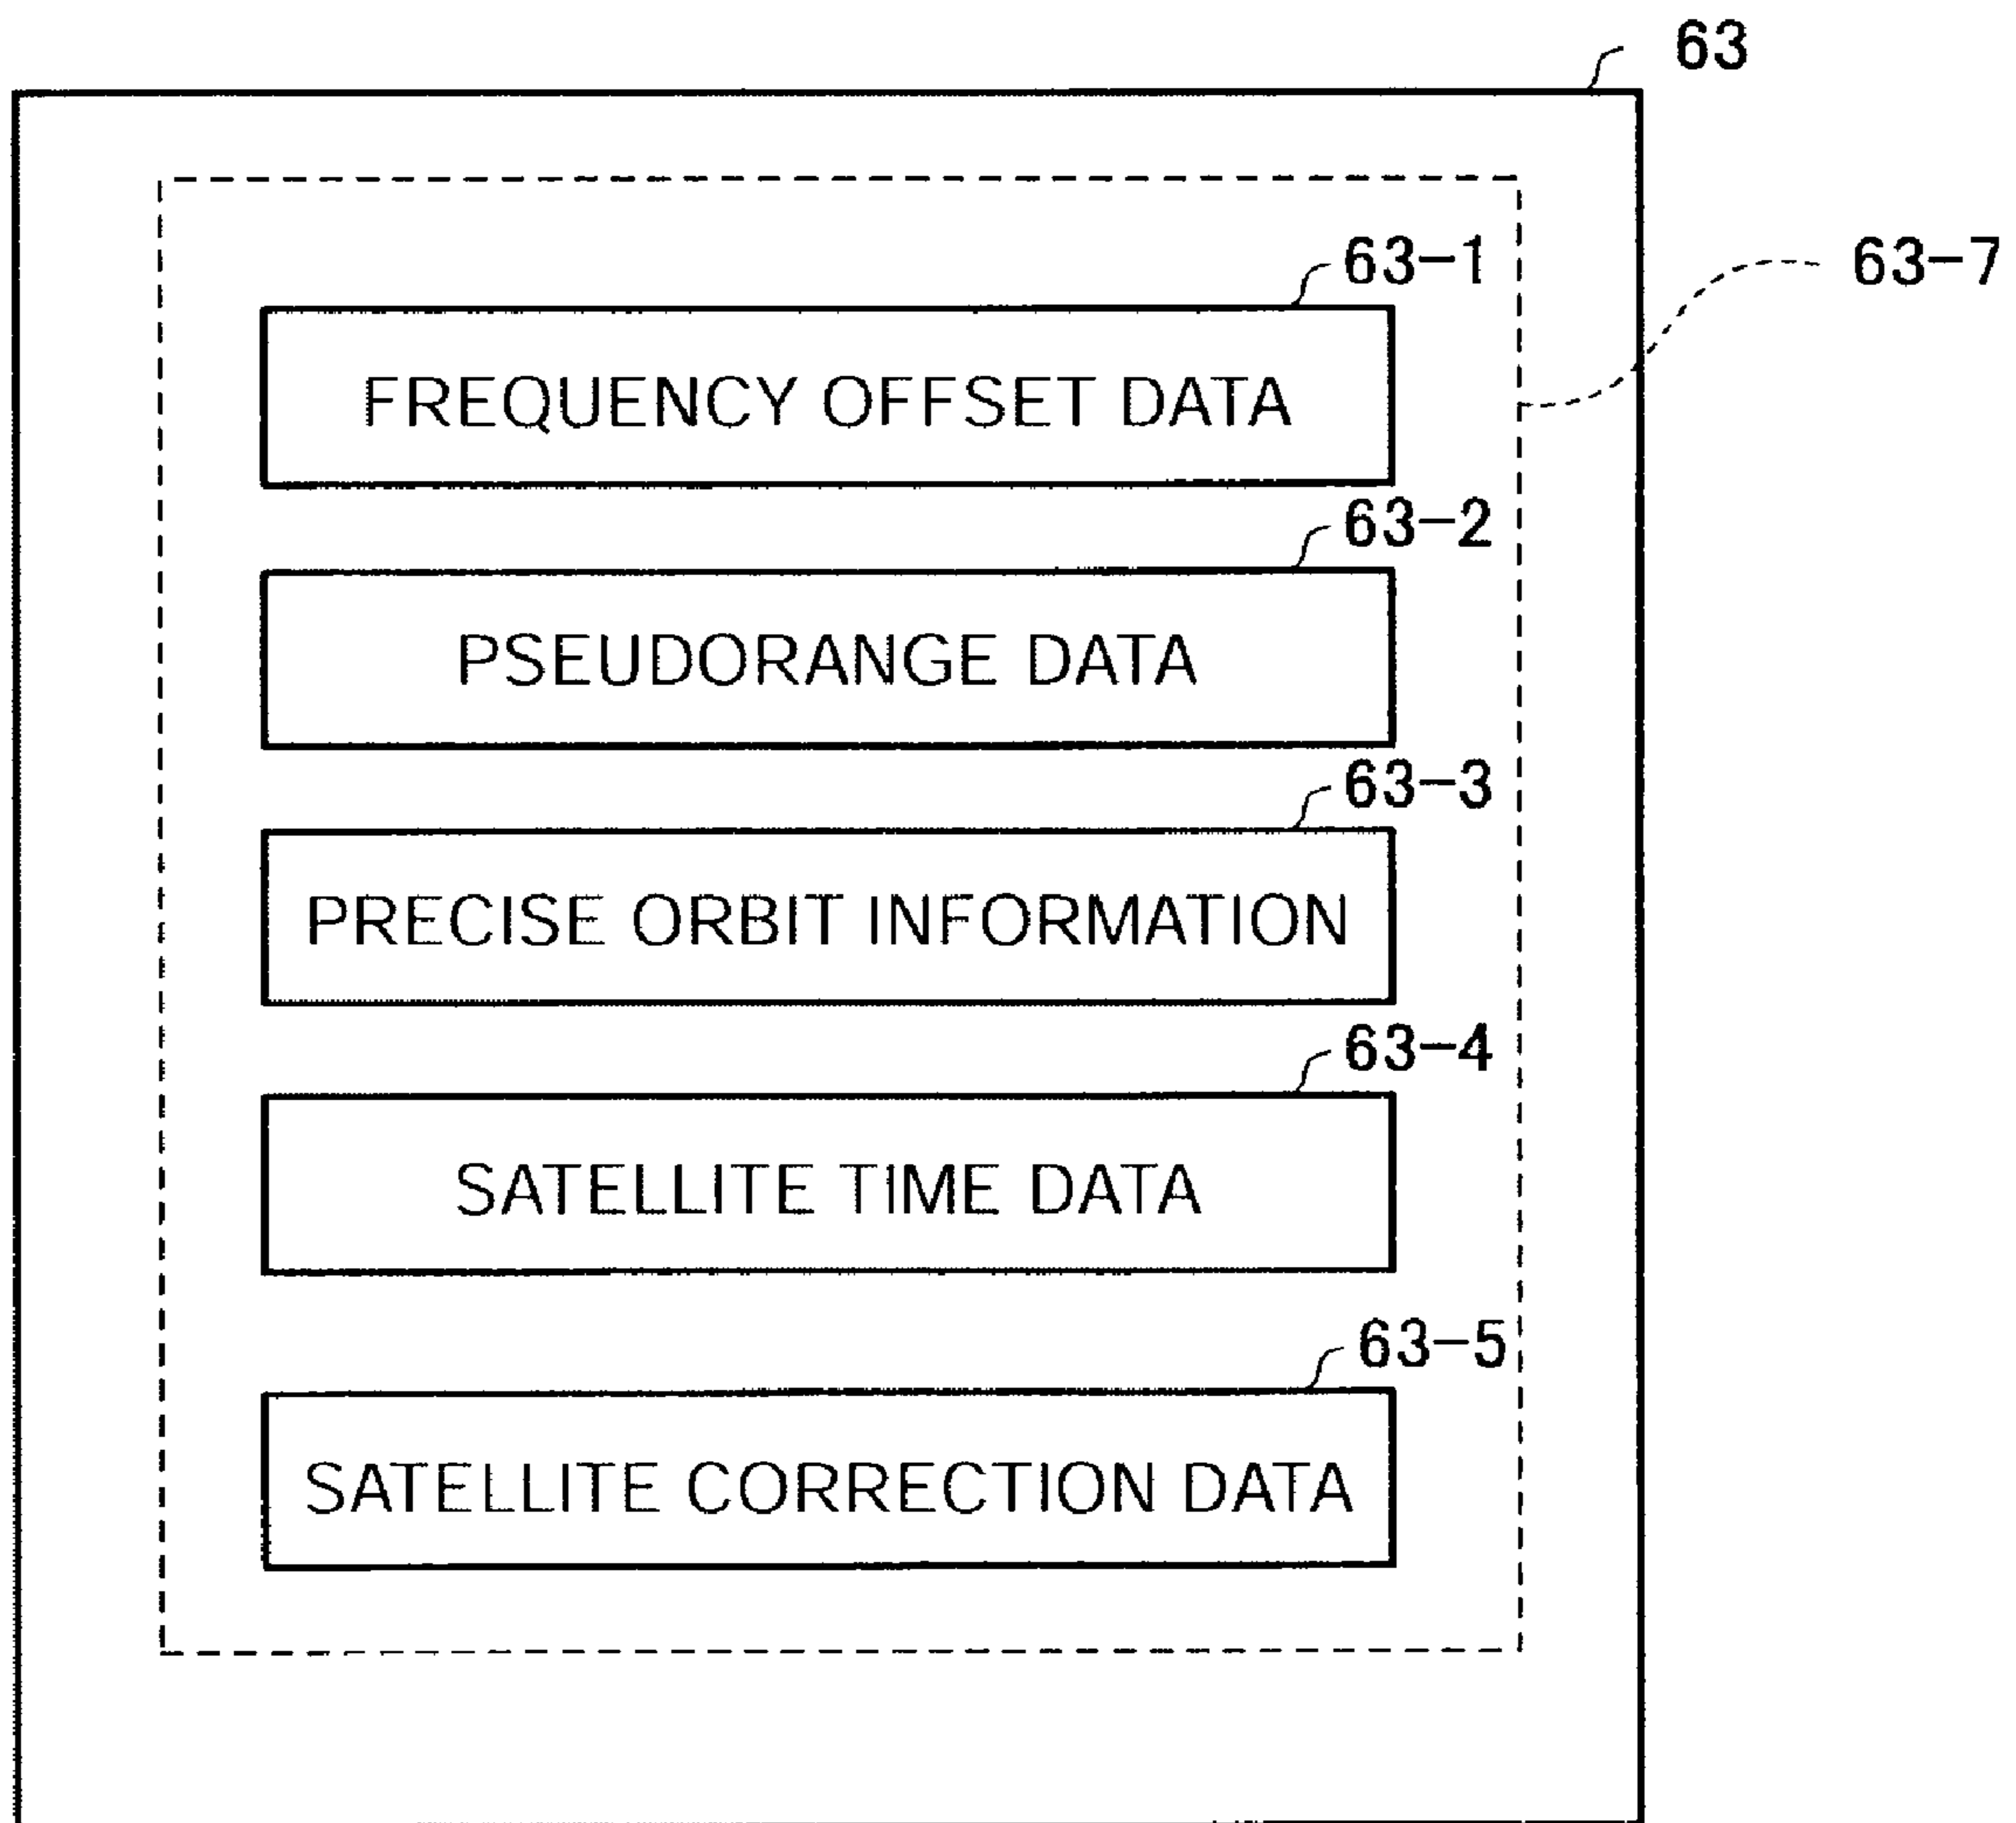 63
63-1
63-7
FREQUENCY OFFSET DATA
63-2
PSEUDORANGE DATA
63-3
PRECISE ORBIT INFORMATION
63-4
SATELLITE TIME DATA
63-5
SATELLITE CORRECTION DATA